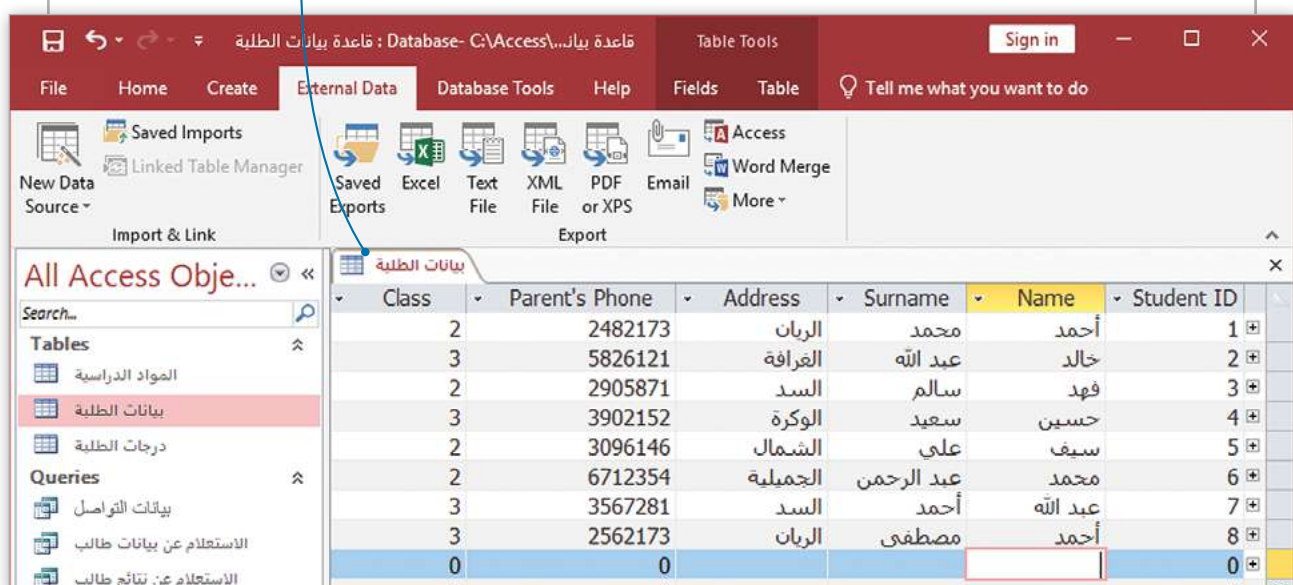 قاعدة بيانات الطلبة : Database- C:\Access\...قاعدة بيانـ
Table Tools
Sign in
File Home Create External Data Database Tools Help Fields Table Tell me what you want to do
New Data Source
Saved Imports
Linked Table Manager
Import & Link
Saved Exports
Excel
Text File
XML File
PDF or XPS
Email
Access
Word Merge
More
Export
All Access Obje...
Search...
Tables
المواد الدراسية
بيانات الطلبة
درجات الطلبة
Queries
بيانات التواصل
الاستعلام عن بيانات طالب
الاستعلام عن نتائج طالب
بيانات الطلبة
Student ID Name Surname Address Parent's Phone Class
1 أحمد محمد الريان 2482173 2
2 خالد عبد الله الغرافة 5826121 3
3 فهد سالم السد 2905871 2
4 حسين سعيد الوكرة 3902152 3
5 سيف علي الشمال 3096146 2
6 محمد عبد الرحمن الجميلية 6712354 2
7 عبد الله أحمد السد 3567281 3
8 أحمد مصطفى الريان 2562173 3
0 0 0